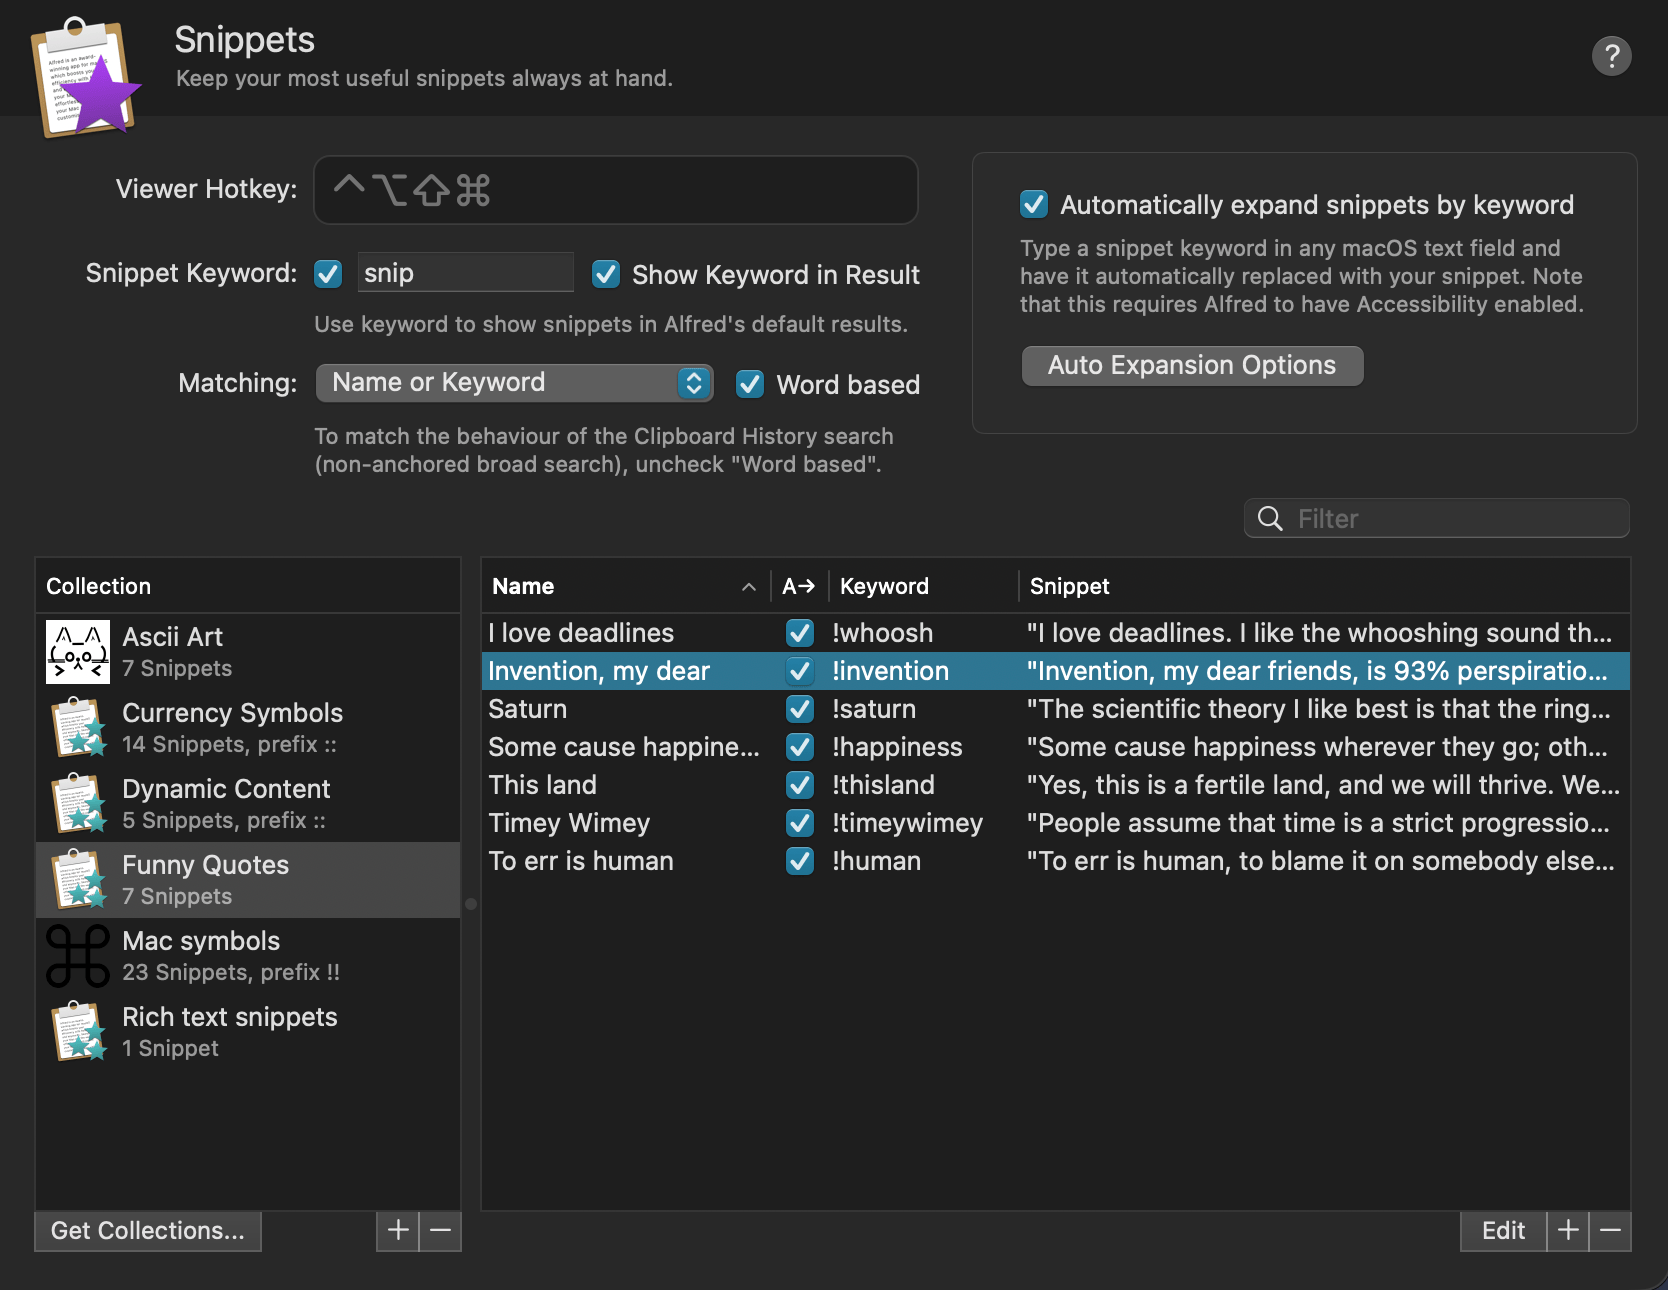 Snippets
Keep your most useful snippets always at hand.
?
Viewer Hotkey: ^⌥⇧⌘
Snippet Keyword: snip Show Keyword in Result
Use keyword to show snippets in Alfred's default results.
Matching: Name or Keyword Word based
To match the behaviour of the Clipboard History search
(non-anchored broad search), uncheck "Word based".
Automatically expand snippets by keyword
Type a snippet keyword in any macOS text field and
have it automatically replaced with your snippet. Note
that this requires Alfred to have Accessibility enabled.
Auto Expansion Options
Filter
Collection
Ascii Art
7 Snippets
Currency Symbols
14 Snippets, prefix ::
Dynamic Content
5 Snippets, prefix ::
Funny Quotes
7 Snippets
Mac symbols
23 Snippets, prefix !!
Rich text snippets
1 Snippet
Name A→ Keyword Snippet
I love deadlines !whoosh "I love deadlines. I like the whooshing sound th...
Invention, my dear !invention "Invention, my dear friends, is 93% perspiratio...
Saturn !saturn "The scientific theory I like best is that the ring...
Some cause happine... !happiness "Some cause happiness wherever they go; oth...
This land !thisland "Yes, this is a fertile land, and we will thrive. We...
Timey Wimey !timeywimey "People assume that time is a strict progressio...
To err is human !human "To err is human, to blame it on somebody else...
Get Collections... + −
Edit + −